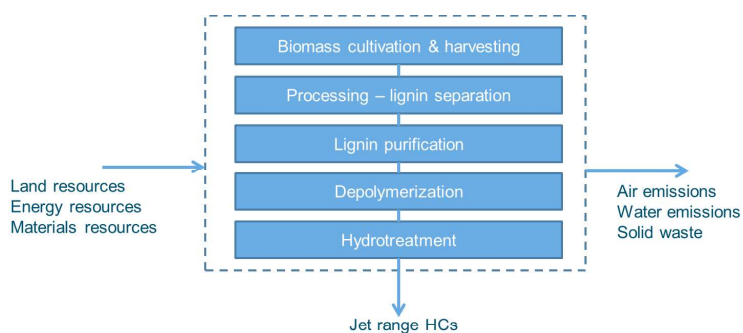 Biomass cultivation & harvesting
Processing – lignin separation
Lignin purification
Depolymerization
Hydrotreatment
Land resources
Energy resources
Materials resources
Air emissions
Water emissions
Solid waste
Jet range HCs